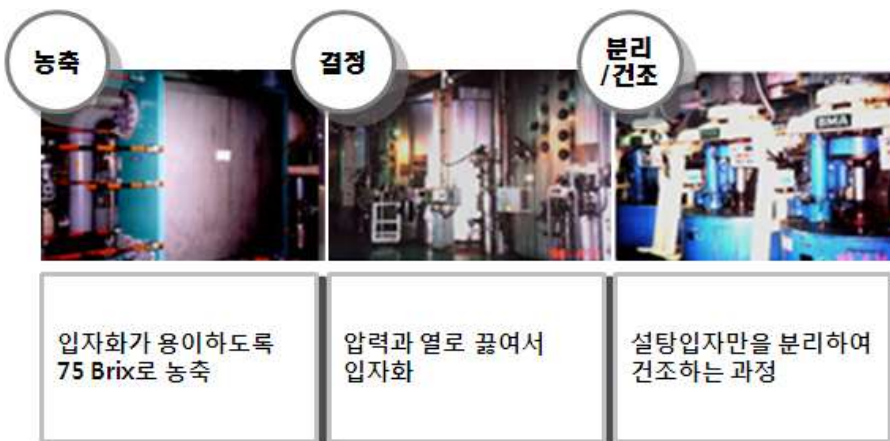 농축
결정
분리
/건조
BMA
입자화가 용이하도록
75 Brix로 농축
압력과 열로 끓여서
입자화
설탕입자만을 분리하여
건조하는 과정